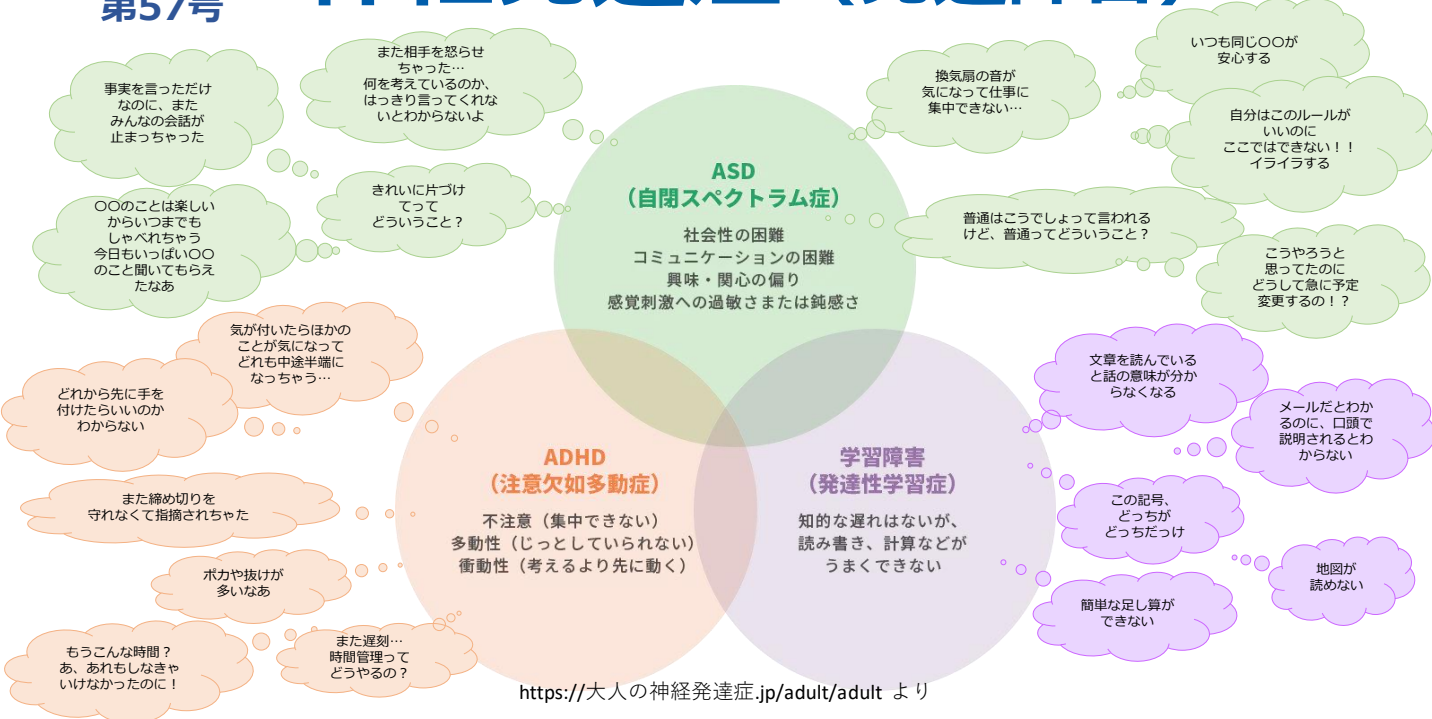 第57号
事実を言っただけ
なのに、また
みんなの会話が
止まっちゃった
また相手を怒らせ
ちゃった…
何を考えているのか、
はっきり言ってくれな
いとわからないよ
〇〇のことは楽しい
からいつまでも
しゃべれちゃう
今日もいっぱい〇〇
のこと聞いてもらえ
たなあ
きれいに片づけ
てって
どういうこと？
換気扇の音が
気になって仕事に
集中できない…
いつも同じ〇〇が
安心する
自分はこのルールが
いいのに
ここではできない！！
イライラする
普通はこうでしょって言われる
けど、普通ってどういうこと？
こうやろうと
思ってたのに
どうして急に予定
変更するの！？
ASD
（自閉スペクトラム症）
社会性の困難
コミュニケーションの困難
興味・関心の偏り
感覚刺激への過敏さまたは鈍感さ
気が付いたらほかの
ことが気になって
どれも中途半端に
なっちゃう…
どれから先に手を
付けたらいいのか
わからない
また締め切りを
守れなくて指摘されちゃた
ポカや抜けが
多いなあ
もうこんな時間？
あ、あれもしなきゃ
いけなかったのに！
また遅刻…
時間管理って
どうやるの？
ADHD
（注意欠如多動症）
不注意（集中できない）
多動性（じっとしていられない）
衝動性（考えるより先に動く）
学習障害
（発達性学習症）
知的な遅れはないが、
読み書き、計算などが
うまくできない
文章を読んでいる
と話の意味が分か
らなくなる
メールだとわか
るのに、口頭で
説明されるとわ
からない
この記号、
どっちが
どっちだっけ
地図が
読めない
簡単な足し算が
できない
https://大人の神経発達症.jp/adult/adult より